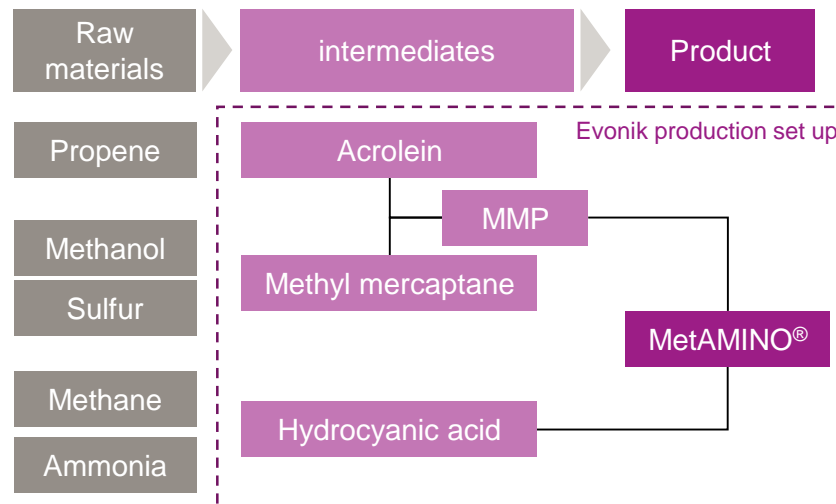 Raw
materials
intermediates
Product
Evonik production set up
Propene
Acrolein
MMP
Methanol
Methyl mercaptane
Sulfur
MetAMINO®
Methane
Hydrocyanic acid
Ammonia